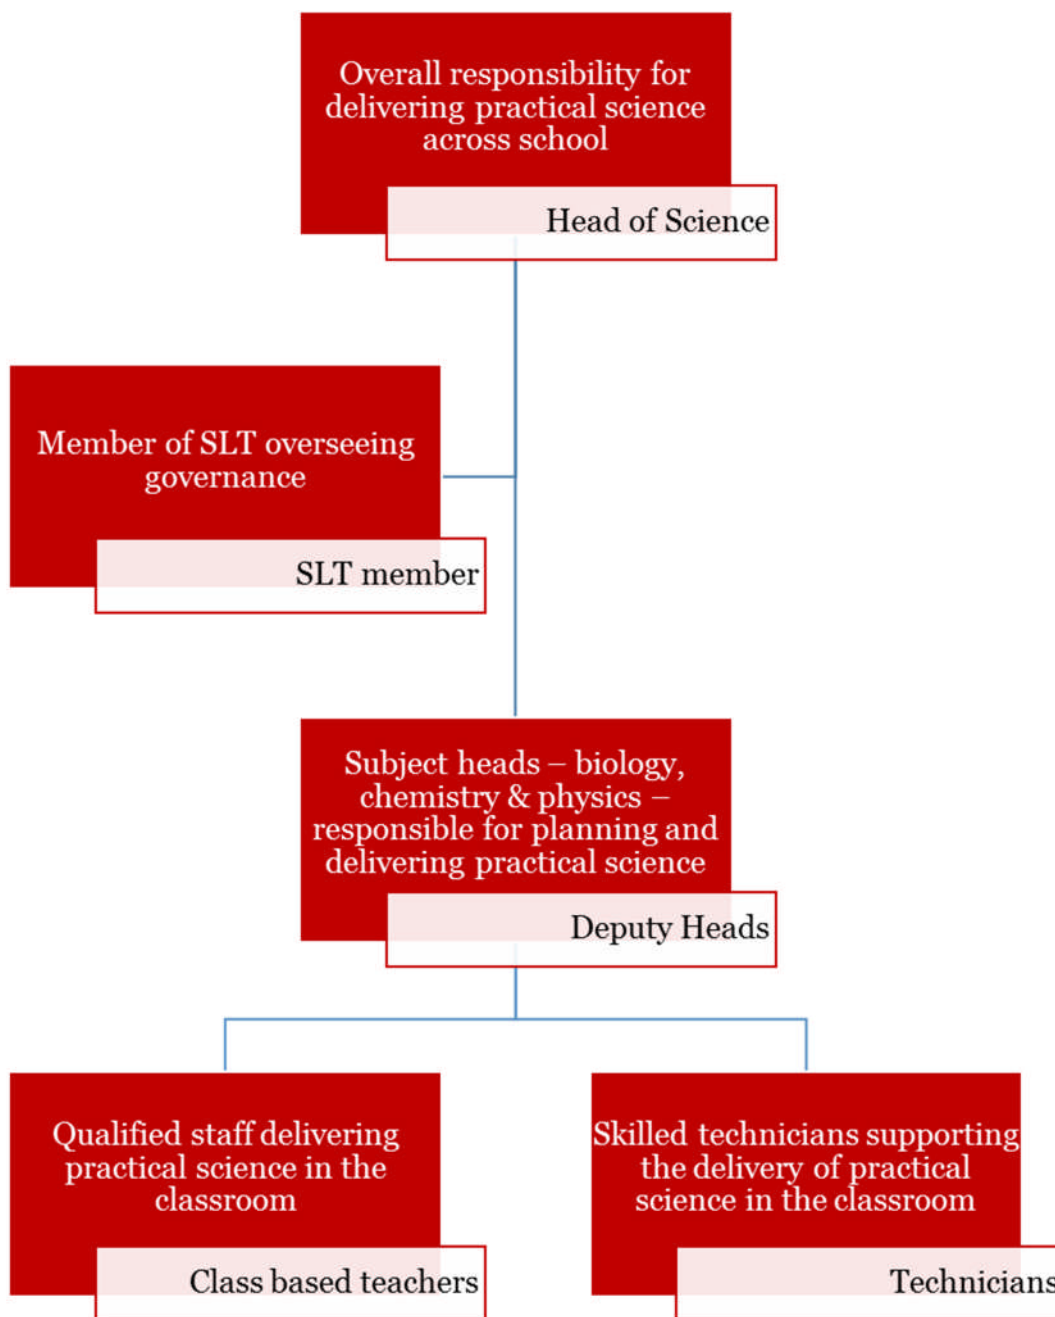 Overall responsibility for
delivering practical science
across school
Head of Science
Member of SLT overseeing
governance
SLT member
Subject heads – biology,
chemistry & physics –
responsible for planning and
delivering practical science
Deputy Heads
Qualified staff delivering
practical science in the
classroom
Class based teachers
Skilled technicians supporting
the delivery of practical
science in the classroom
Technicians